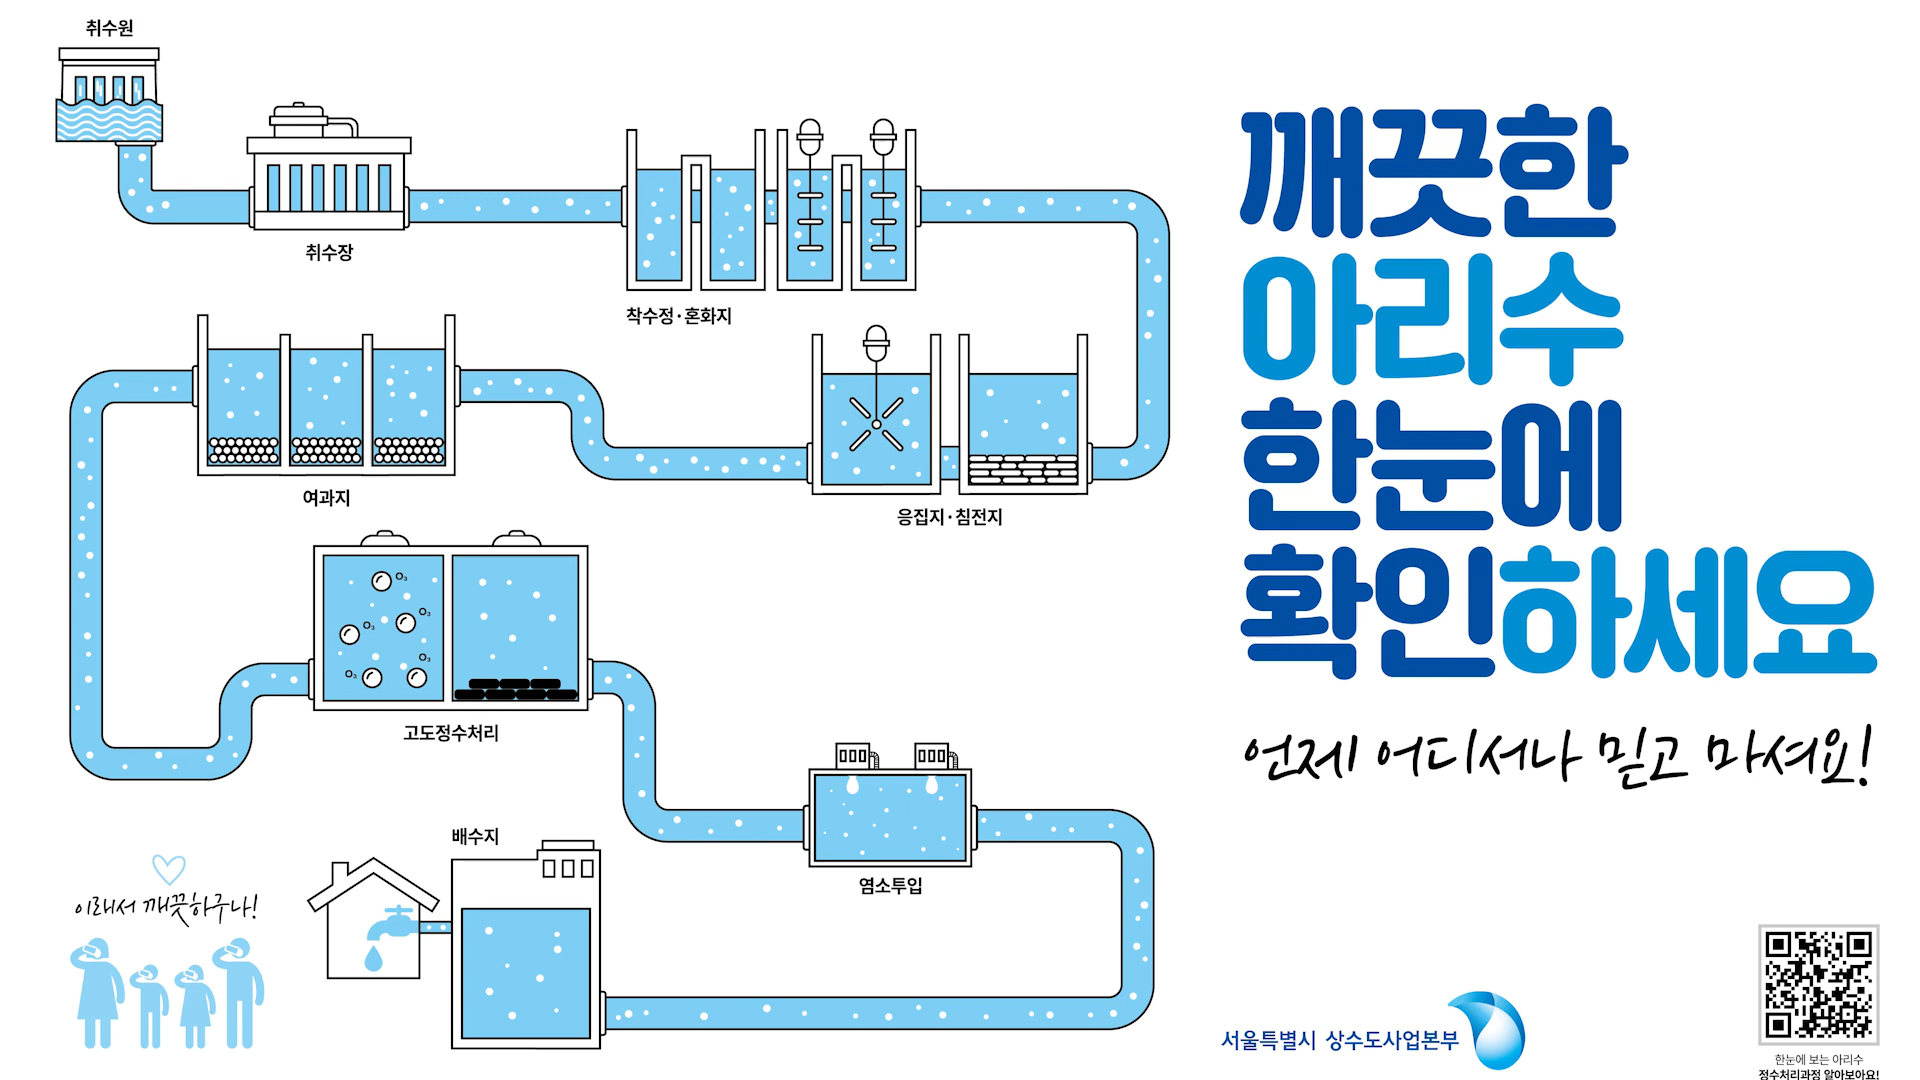 취수원
취수장
착수정·혼화지
응집지·침전지
여과지
O₃
O₃
O₃
O₃
O₃
고도정수처리
염소투입
배수지
이래서 깨끗하구나!
깨끗한
아리수
한눈에
확인하세요
언제 어디서나 믿고 마셔요!
서울특별시 상수도사업본부
한눈에 보는 아리수
정수처리과정 알아보아요!